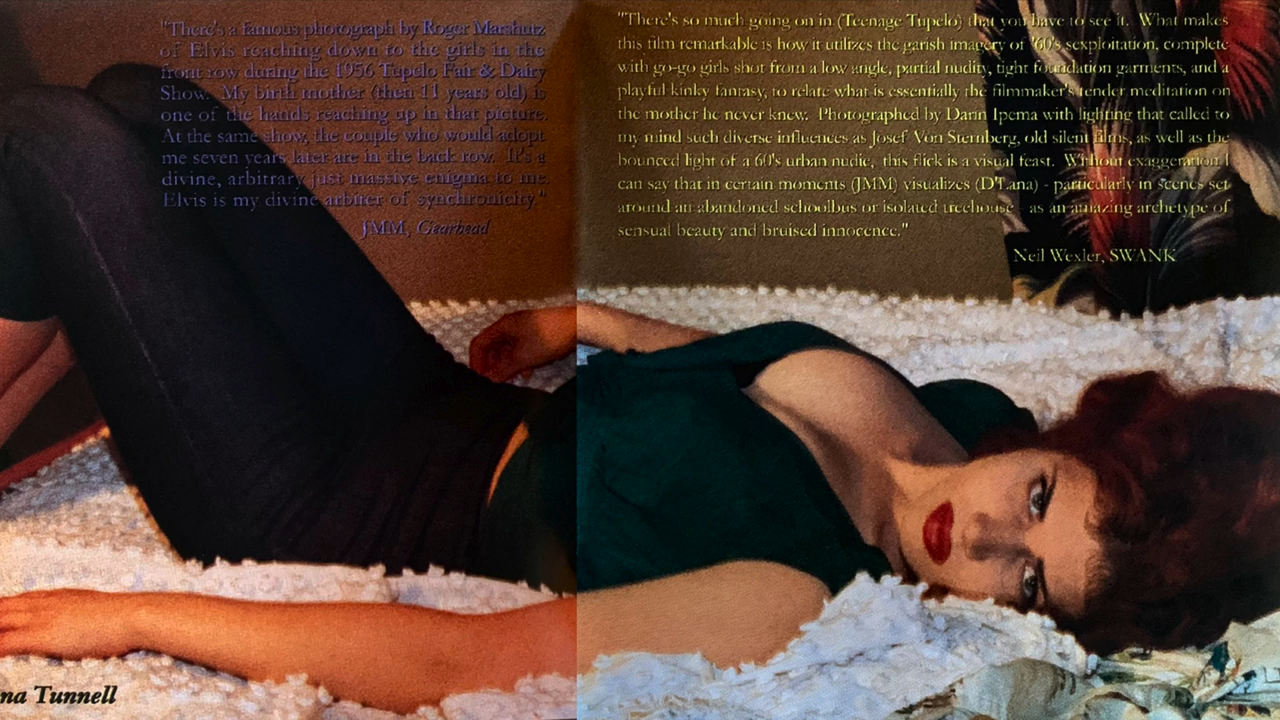 "There's a famous photograph by Roger Marshutz
of Elvis reaching down to the girls in the
front row during the 1956 Tupelo Fair & Dairy
Show. My birth mother (then 11 years old) is
one of the hands reaching up in that picture.
At the same show, the couple who would adopt
me seven years later are in the back row. It's a
divine, arbitrary just massive enigma to me.
Elvis is my divine arbiter of synchronicity."
JMM, Gearhead
"There's so much going on in (Teenage Tupelo) that you have to see it. What makes
this film remarkable is how it utilizes the garish imagery of '60's sexploitation, complete
with go-go girls shot from a low angle, partial nudity, tight foundation garments, and a
playful kinky fantasy, to relate what is essentially the filmmaker's tender meditation on
the mother he never knew. Photographed by Darin Ipema with lighting that called to
my mind such diverse influences as Josef Von Sternberg, old silent films, as well as the
bounced light of a 60's urban nudie, this flick is a visual feast. Without exaggeration I
can say that in certain moments (JMM) visualizes (D'Lana) - particularly in scenes set
around an abandoned schoolbus or isolated treehouse - as an amazing archetype of
sensual beauty and bruised innocence."
Neil Wexler, SWANK
na Tunnell